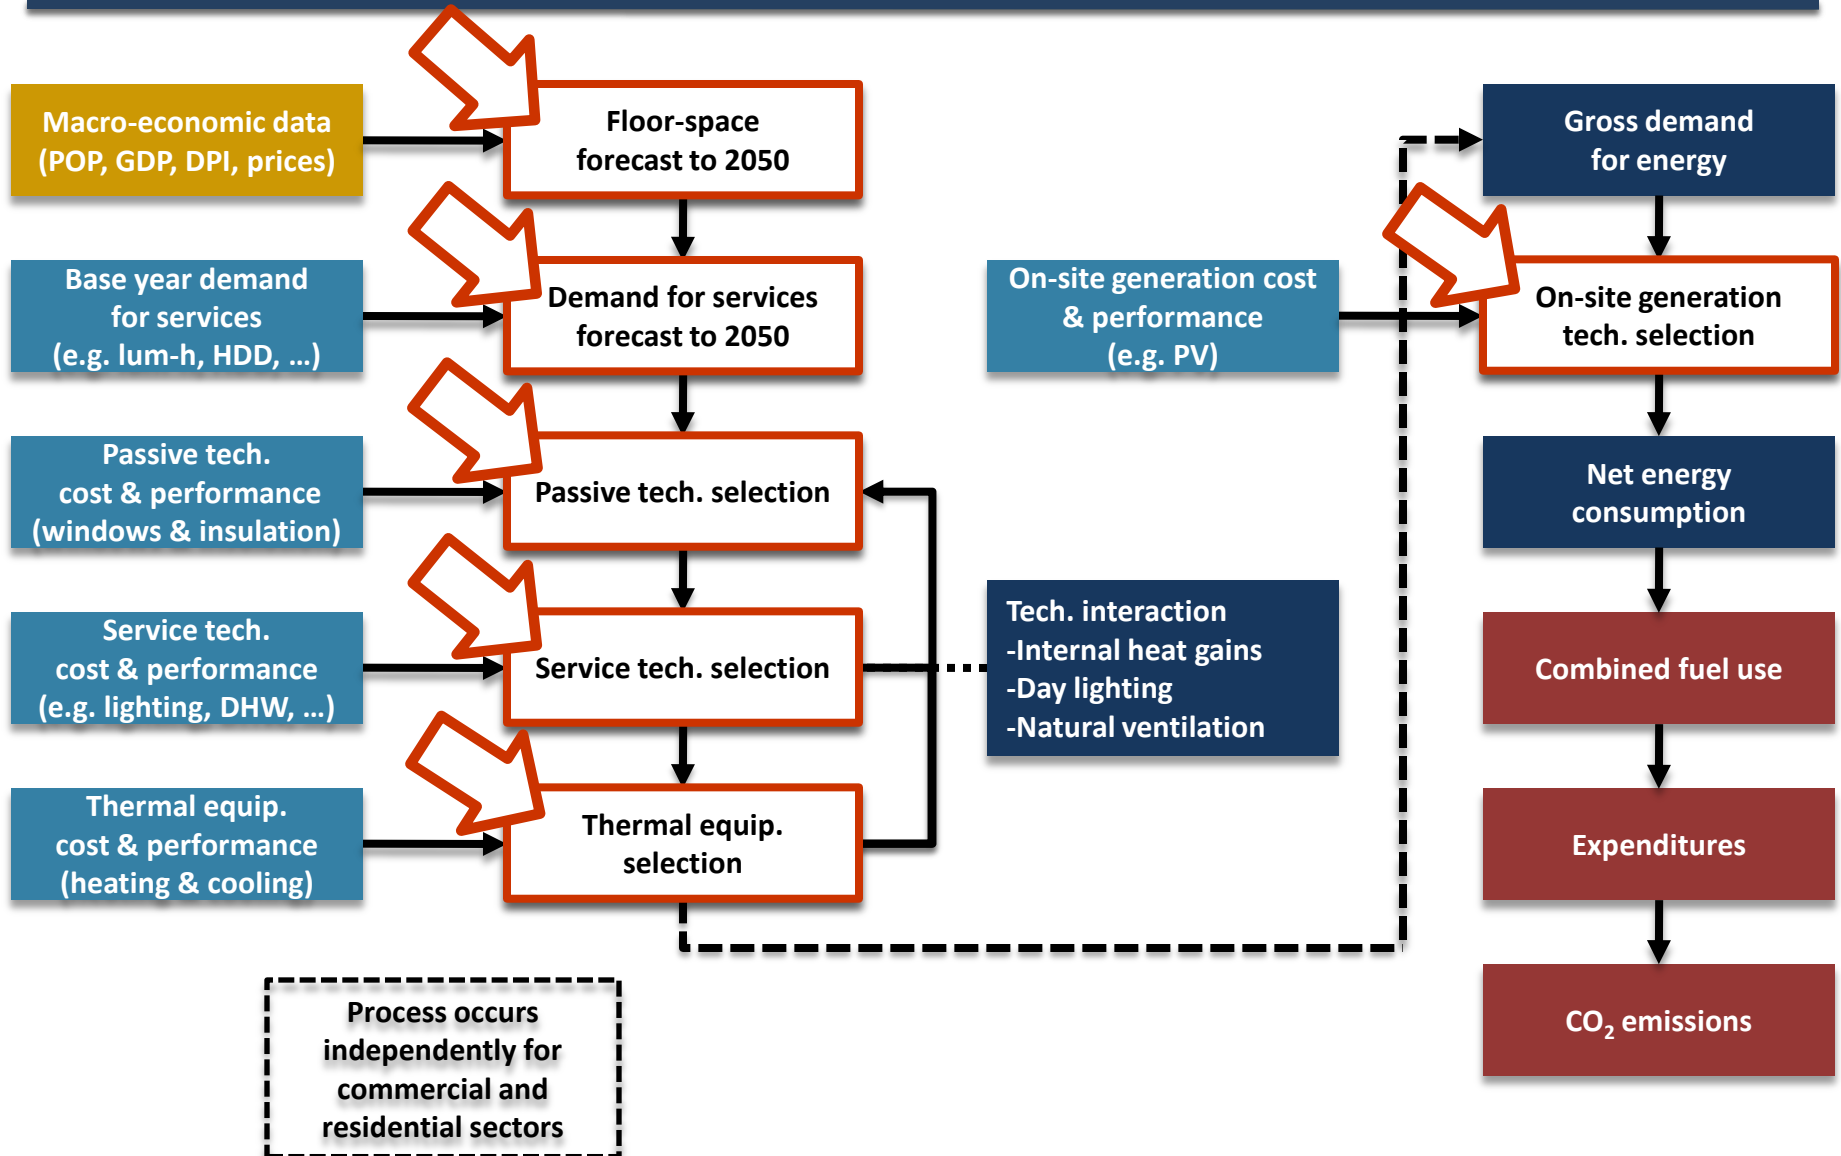 Macro-economic data
(POP, GDP, DPI, prices)
Floor-space
forecast to 2050
Gross demand
for energy
Base year demand
for services
(e.g. lum-h, HDD, ...)
Demand for services
forecast to 2050
On-site generation cost
& performance
(e.g. PV)
On-site generation
tech. selection
Passive tech.
cost & performance
(windows & insulation)
Passive tech. selection
Net energy
consumption
Service tech.
cost & performance
(e.g. lighting, DHW, ...)
Service tech. selection
Tech. interaction
-Internal heat gains
-Day lighting
-Natural ventilation
Combined fuel use
Thermal equip.
cost & performance
(heating & cooling)
Thermal equip.
selection
Expenditures
Process occurs
independently for
commercial and
residential sectors
CO₂ emissions